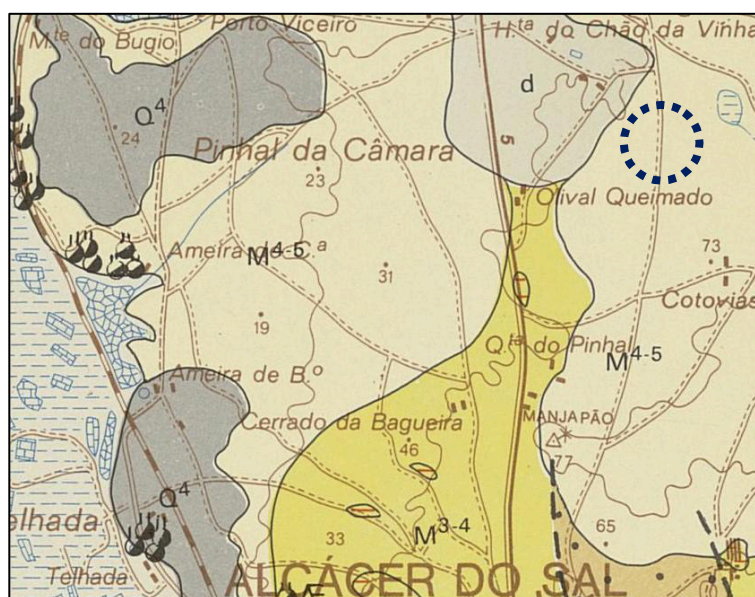 Porto Viceiro
H.ta do Chão da Vinha
M.te do Bugio
d
Q4
24
5
Pinhal da Câmara
23
Olival Queimado
Ameira de C.a
M4-5
73
31
Cotovias
19
Q.ta do Pinhal
M4-5
Ameira de B.o
MANJAPÃO
Cerrado da Bagueira
46
77
Q4
elhada
33
M3-4
65
Telhada
ALCÁCER DO SAL